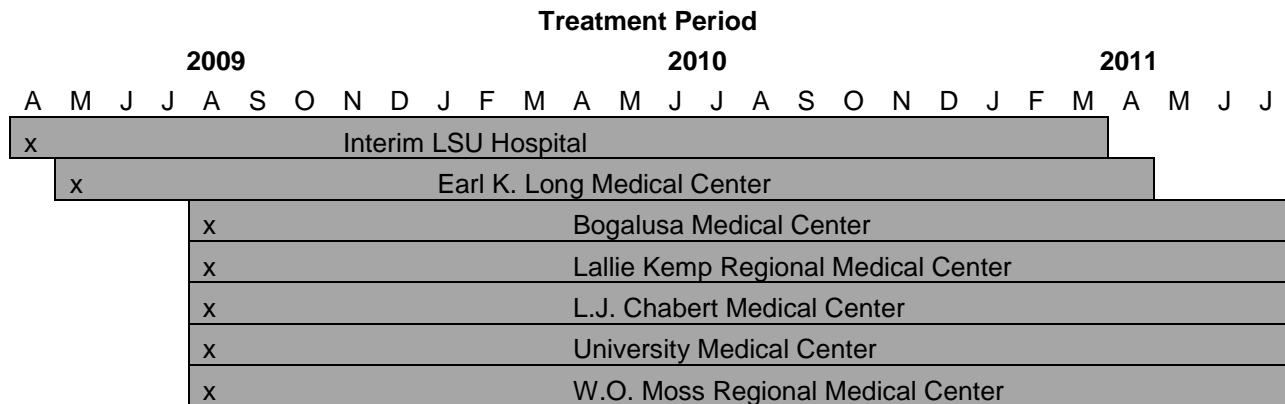 Treatment Period
2009 2010 2011
A M J J A S O N D J F M A M J J A S O N D J F M A M J J
x Interim LSU Hospital
x Earl K. Long Medical Center
x Bogalusa Medical Center
x Lallie Kemp Regional Medical Center
x L.J. Chabert Medical Center
x University Medical Center
x W.O. Moss Regional Medical Center